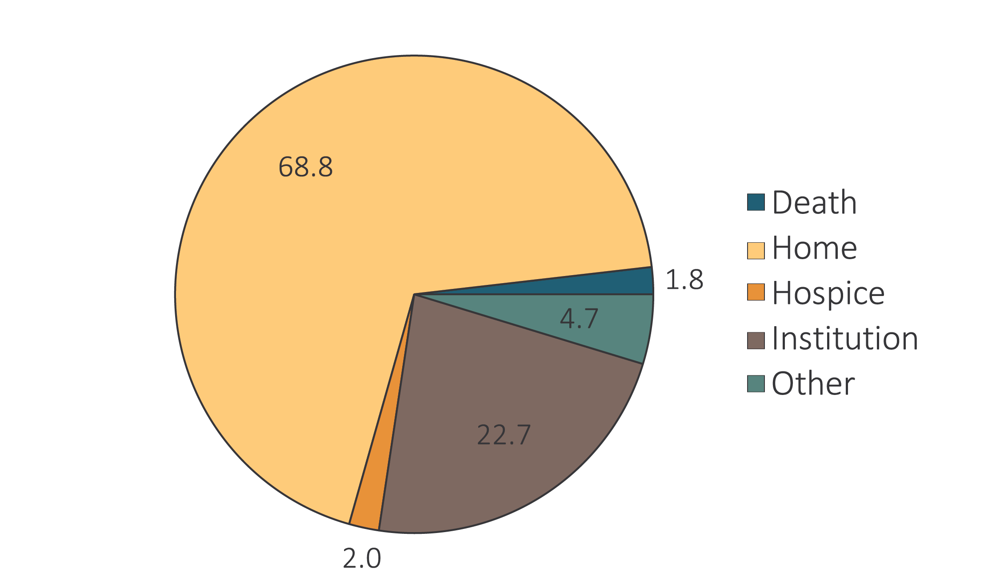 68.8
1.8
4.7
22.7
2.0
Death
Home
Hospice
Institution
Other